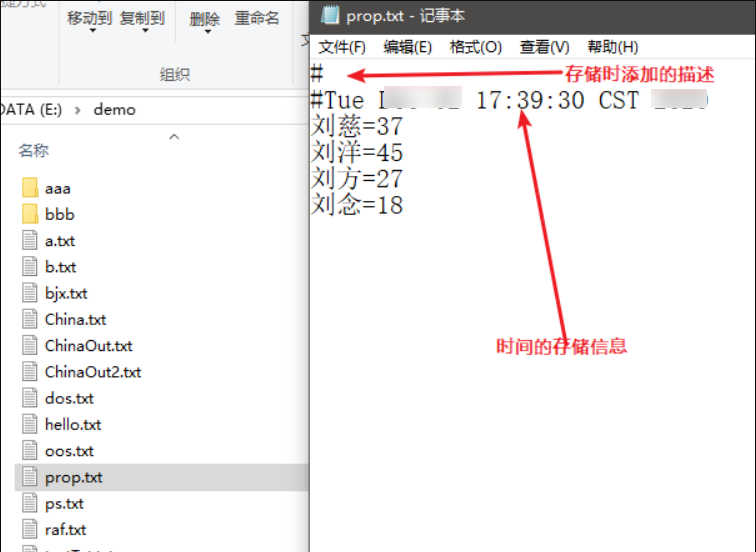 移动到 复制到 删除 重命名
组织
DATA (E:) > demo
名称
aaa
bbb
a.txt
b.txt
bjx.txt
China.txt
ChinaOut.txt
ChinaOut2.txt
dos.txt
hello.txt
oos.txt
prop.txt
ps.txt
raf.txt
prop.txt - 记事本
文件(F) 编辑(E) 格式(O) 查看(V) 帮助(H)
#
存储时添加的描述
#Tue 17:39:30 CST
刘慈=37
刘洋=45
刘方=27
刘念=18
时间的存储信息